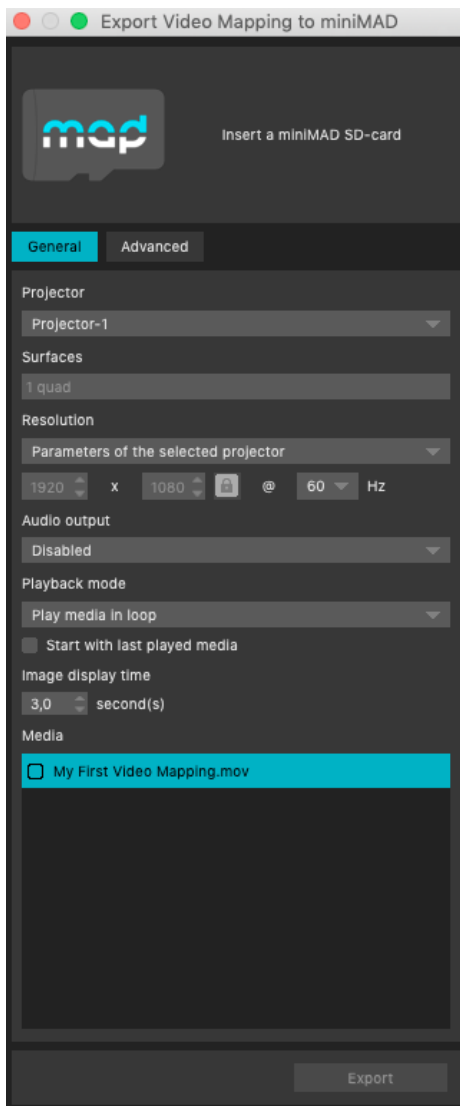 Export Video Mapping to miniMAD
mad
Insert a miniMAD SD-card
General Advanced
Projector
Projector-1
Surfaces
1 quad
Resolution
Parameters of the selected projector
1920 x 1080 @ 60 Hz
Audio output
Disabled
Playback mode
Play media in loop
Start with last played media
Image display time
3,0 second(s)
Media
My First Video Mapping.mov
Export